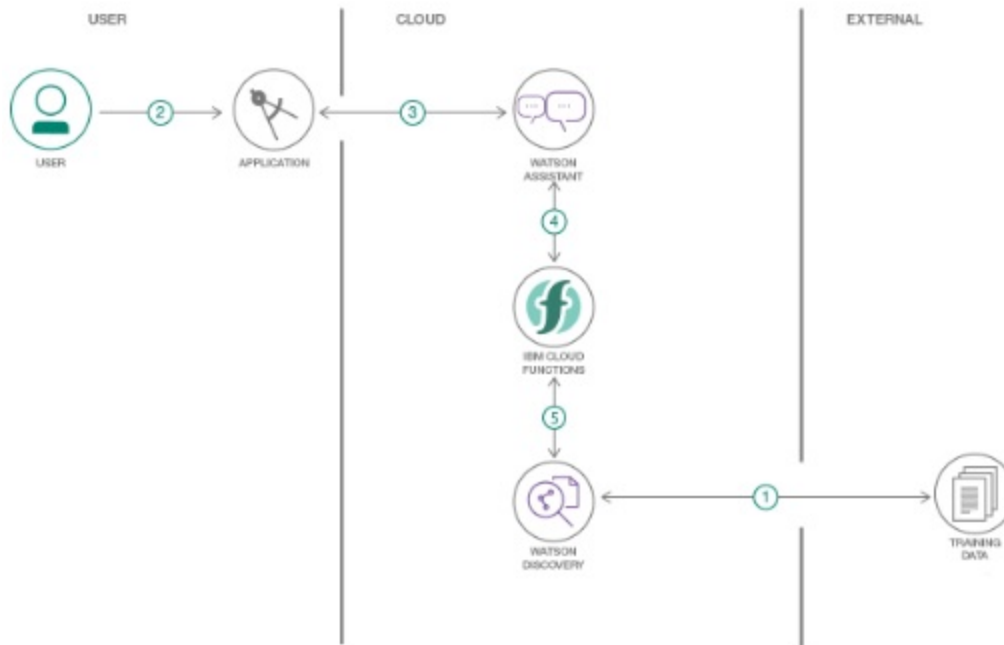 USER
CLOUD
EXTERNAL
2
3
USER
APPLICATION
WATSON
ASSISTANT
4
IBM CLOUD
FUNCTIONS
5
1
WATSON
DISCOVERY
TRAINING
DATA